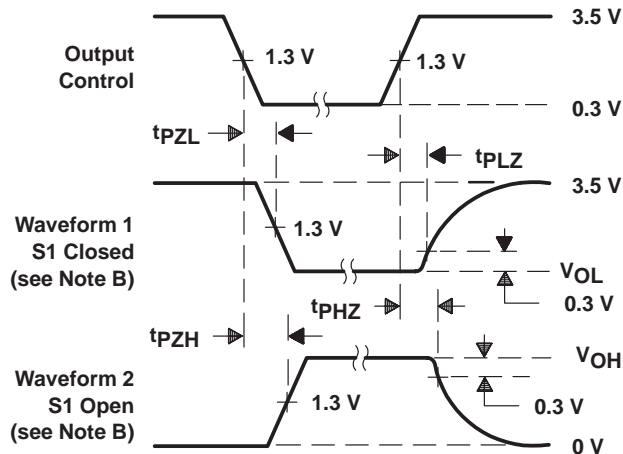 3.5 V
Output
Control
1.3 V
1.3 V
0.3 V
tPZL
tPLZ
3.5 V
Waveform 1
S1 Closed
(see Note B)
1.3 V
VOL
0.3 V
tPHZ
tPZH
VOH
Waveform 2
S1 Open
(see Note B)
1.3 V
0.3 V
0 V